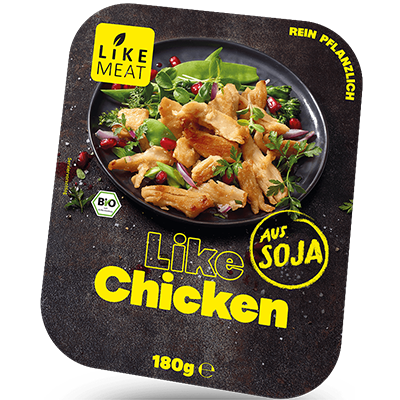 LIKE
MEAT
REIN PFLANZLICH
BIO
Like
Chicken
AUS
SOJA
180g ℮